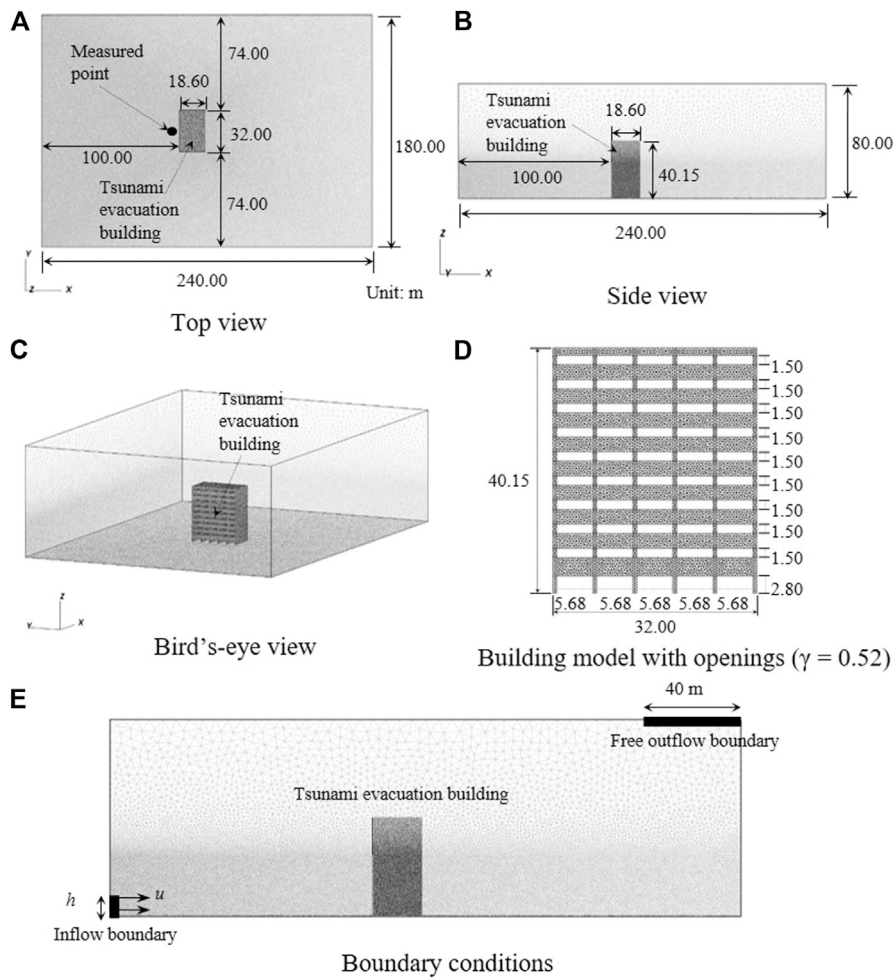 A
Measured
point
18.60
74.00
32.00
180.00
100.00
Tsunami
evacuation
building
74.00
240.00
Y
Z
X
Unit: m
Top view
B
Tsunami
evacuation
building
18.60
80.00
100.00
40.15
240.00
Z
Y
X
Side view
C
Tsunami
evacuation
building
Z
Y
X
Bird's-eye view
D
40.15
1.50
1.50
1.50
1.50
1.50
1.50
1.50
1.50
1.50
2.80
5.68 5.68 5.68 5.68 5.68
32.00
Building model with openings (γ = 0.52)
E
40 m
Free outflow boundary
Tsunami evacuation building
h
u
Inflow boundary
Boundary conditions